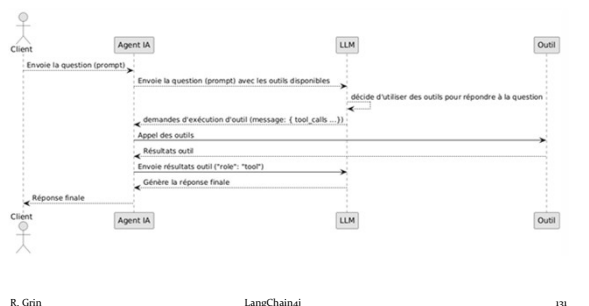 Client
Agent IA
LLM
Outil
Envoie la question (prompt)
Envoie la question (prompt) avec les outils disponibles
décide d'utiliser des outils pour répondre à la question
demandes d'exécution d'outil (message: { tool_calls ...})
Appel des outils
Résultats outil
Envoie résultats outil ("role": "tool")
Génère la réponse finale
Réponse finale
Client
Agent IA
LLM
Outil
R. Grin
LangChain4j
131